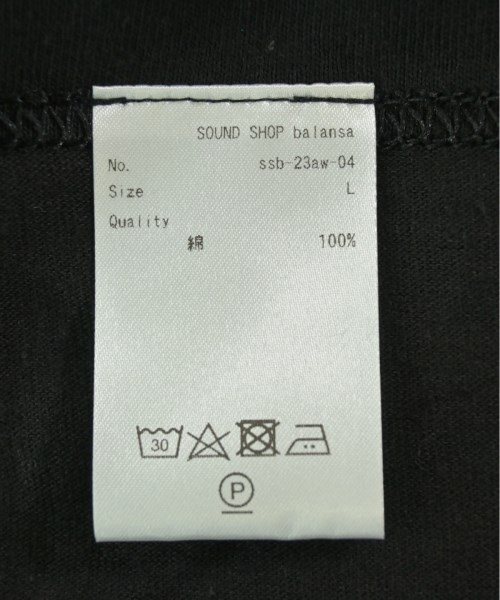 SOUND SHOP balansa
No. ssb-23aw-04
Size L
Quality
綿 100%
30
P